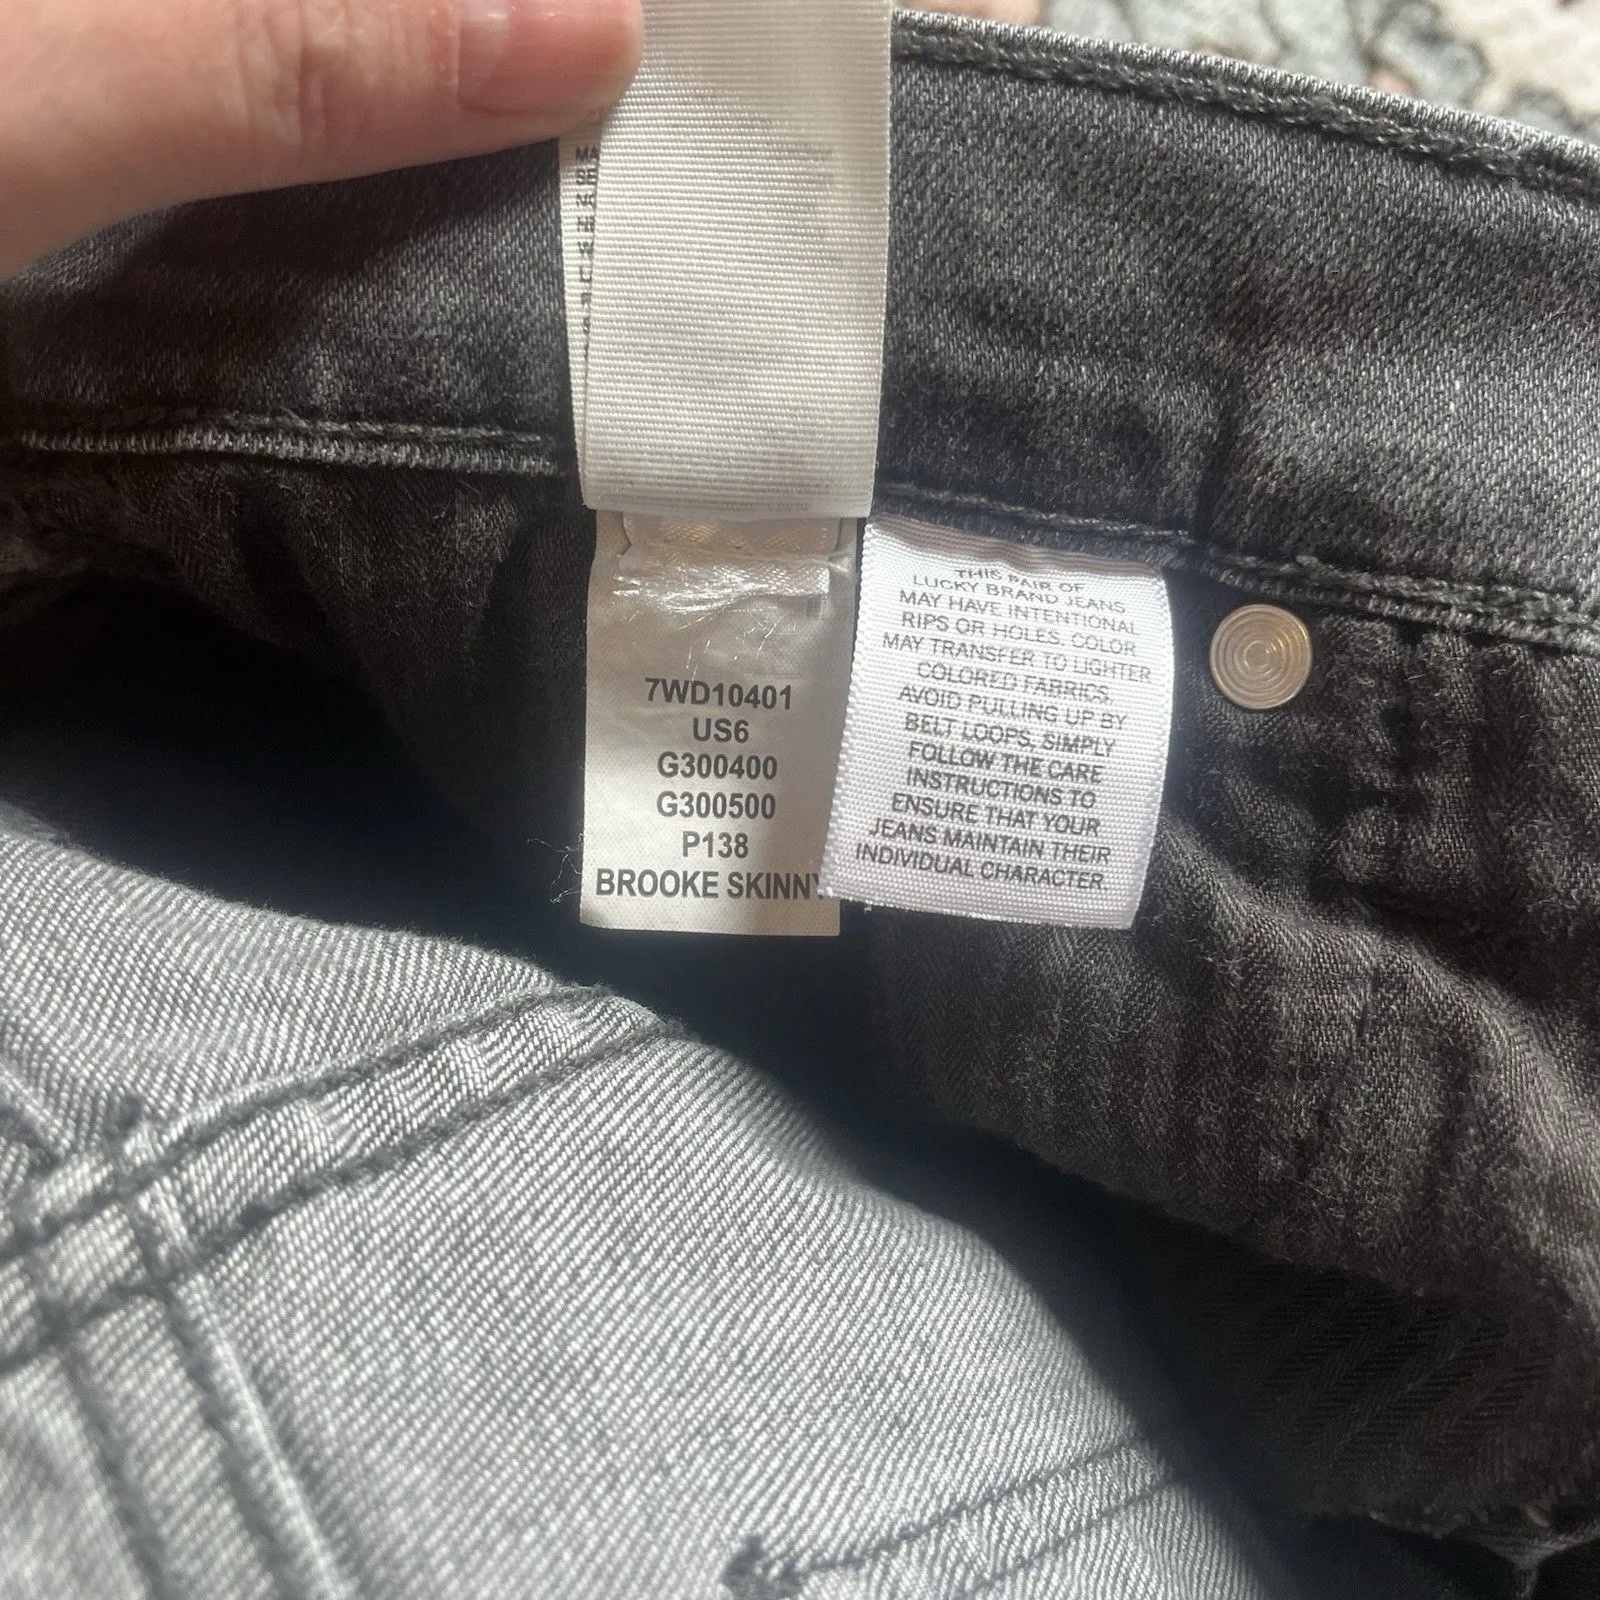 7WD10401
US6
G300400
G300500
P138
BROOKE SKINNY
THIS PAIR OF
LUCKY BRAND JEANS
MAY HAVE INTENTIONAL
RIPS OR HOLES. COLOR
MAY TRANSFER TO LIGHTER
COLORED FABRICS.
AVOID PULLING UP BY
BELT LOOPS. SIMPLY
FOLLOW THE CARE
INSTRUCTIONS TO
ENSURE THAT YOUR
JEANS MAINTAIN THEIR
INDIVIDUAL CHARACTER.